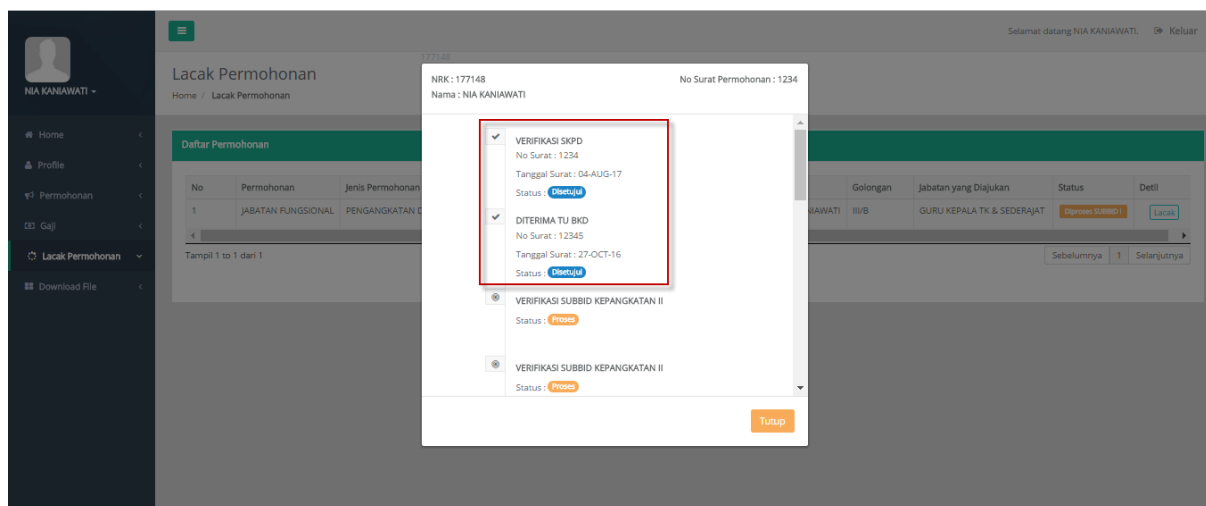 Selamat datang NIA KANIAWATI.
Keluar
NIA KANIAWATI
Home
Profile
Permohonan
Gaji
Lacak Permohonan
Download File
177148
Lacak Permohonan
Home / Lacak Permohonan
Daftar Permohonan
No Permohonan Jenis Permohonan Golongan Jabatan yang Diajukan Status Detil
1 JABATAN FUNGSIONAL PENGANGKATAN D NIAWATI III/B GURU KEPALA TK & SEDERAJAT Diproses SUBBID I Lacak
Tampil 1 to 1 dari 1
Sebelumnya 1 Selanjutnya
NRK : 177148 No Surat Permohonan : 1234
Nama : NIA KANIAWATI
VERIFIKASI SKPD
No Surat : 1234
Tanggal Surat : 04-AUG-17
Status : Disetujui
DITERIMA TU BKD
No Surat : 12345
Tanggal Surat : 27-OCT-16
Status : Disetujui
VERIFIKASI SUBBID KEPANGKATAN II
Status : Proses
VERIFIKASI SUBBID KEPANGKATAN II
Status : Proses
Tutup